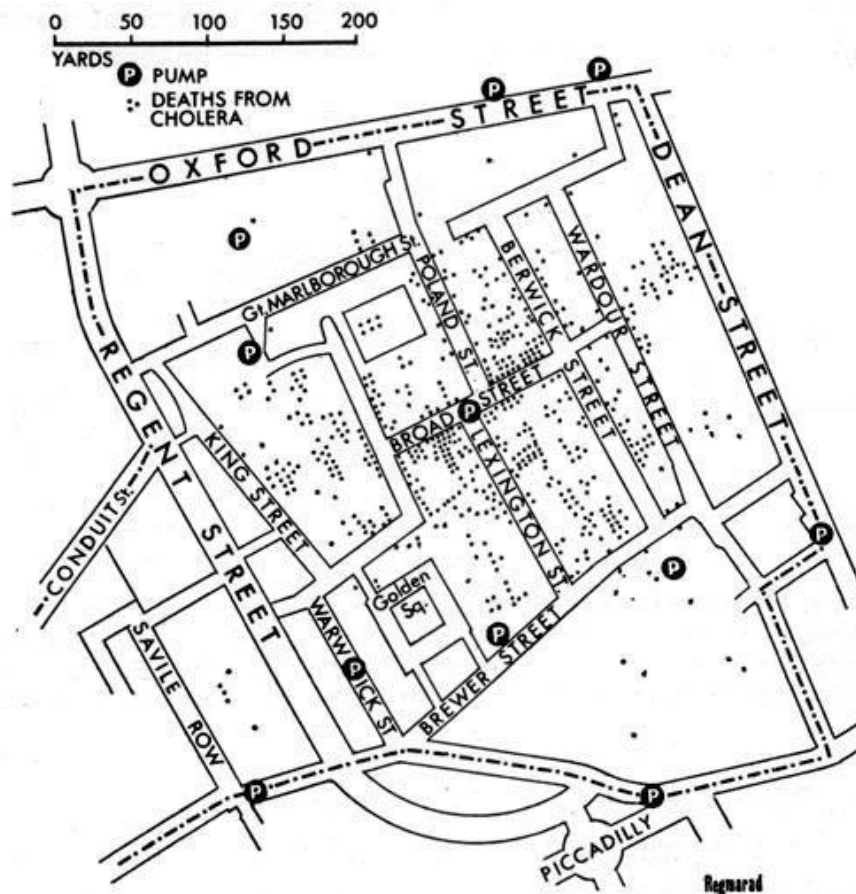 0 50 100 150 200
YARDS
P PUMP
DEATHS FROM
CHOLERA
P
P
OXFORD STREET
DEAN STREET
P
Gt. MARLBOROUGH St.
POLAND ST.
BERWICK STREET
WARDOUR STREET
P
REGENT STREET
KING STREET
BROAD STREET
P
LEXINGTON ST.
CONDUIT St.
P
P
Golden
Sq.
P
WARWICK ST
P
BREWER STREET
SAVILE ROW
P
P
PICCADILLY
Regmarad